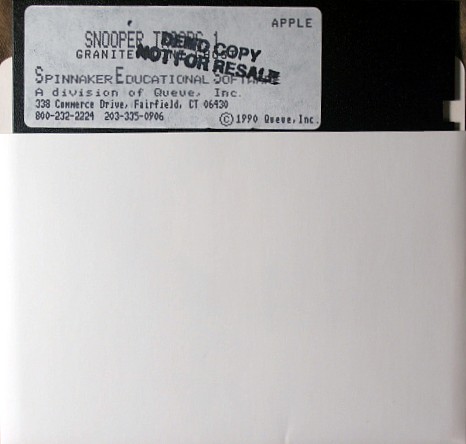 APPLE
SNOOPER TROOPS 1
GRANITE
DEMO COPY
NOT FOR RESALE
SPINNAKER EDUCATIONAL SOFTWARE
A division of Queue, Inc.
338 Commerce Drive, Fairfield, CT 06430
800-232-2224 203-335-0906
©1990 Queue, Inc.